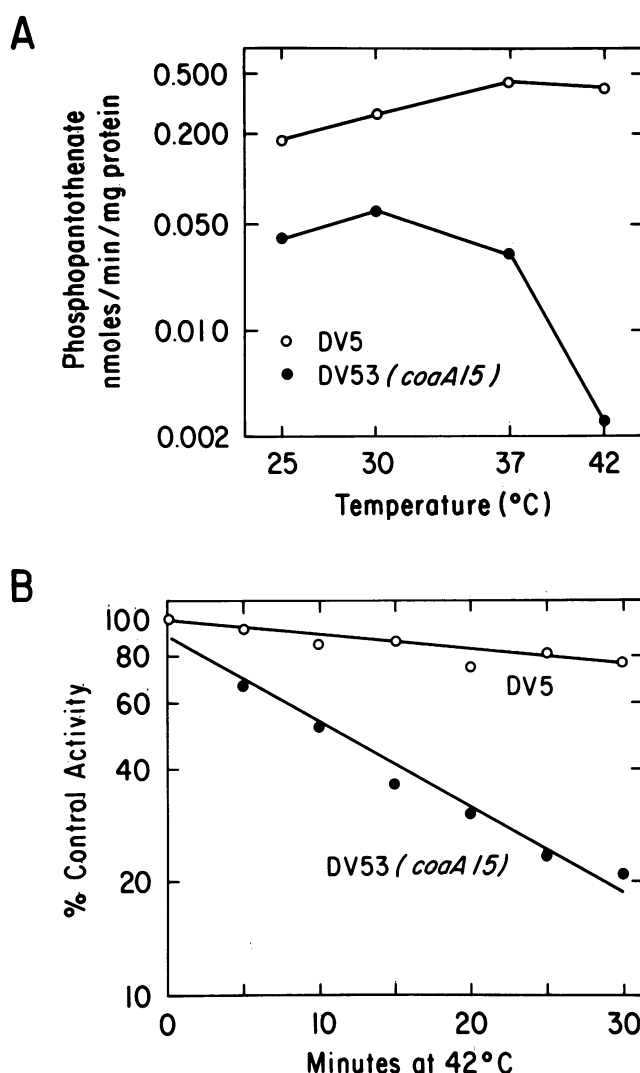 A
Phosphopantothenate
nmoles/min/mg protein
0.500
0.200
0.050
0.010
0.002
DV5
DV53 (coaA15)
25 30 37 42
Temperature (°C)
B
% Control Activity
100
80
60
40
20
10
DV5
DV53 (coaA15)
0 10 20 30
Minutes at 42°C